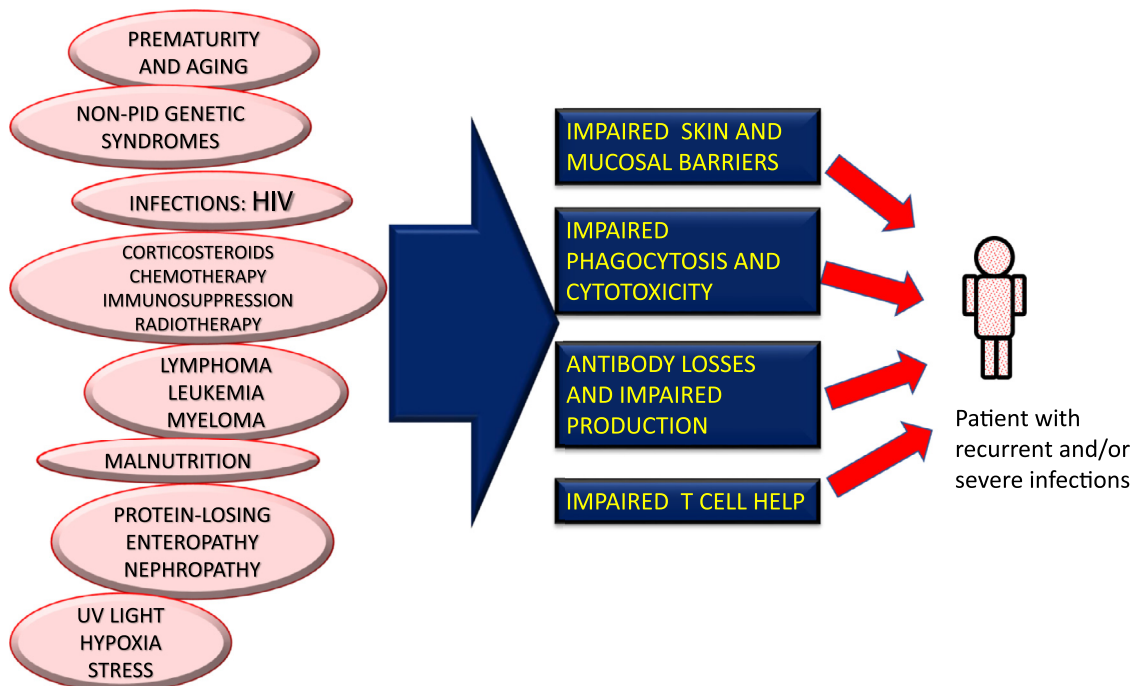 PREMATURITY
AND AGING
NON-PID GENETIC
SYNDROMES
INFECTIONS: HIV
CORTICOSTEROIDS
CHEMOTHERAPY
IMMUNOSUPPRESSION
RADIOTHERAPY
LYMPHOMA
LEUKEMIA
MYELOMA
MALNUTRITION
PROTEIN-LOSING
ENTEROPATHY
NEPHROPATHY
UV LIGHT
HYPOXIA
STRESS
IMPAIRED SKIN AND
MUCOSAL BARRIERS
IMPAIRED
PHAGOCYTOSIS AND
CYTOTOXICITY
ANTIBODY LOSSES
AND IMPAIRED
PRODUCTION
IMPAIRED T CELL HELP
Patient with
recurrent and/or
severe infections